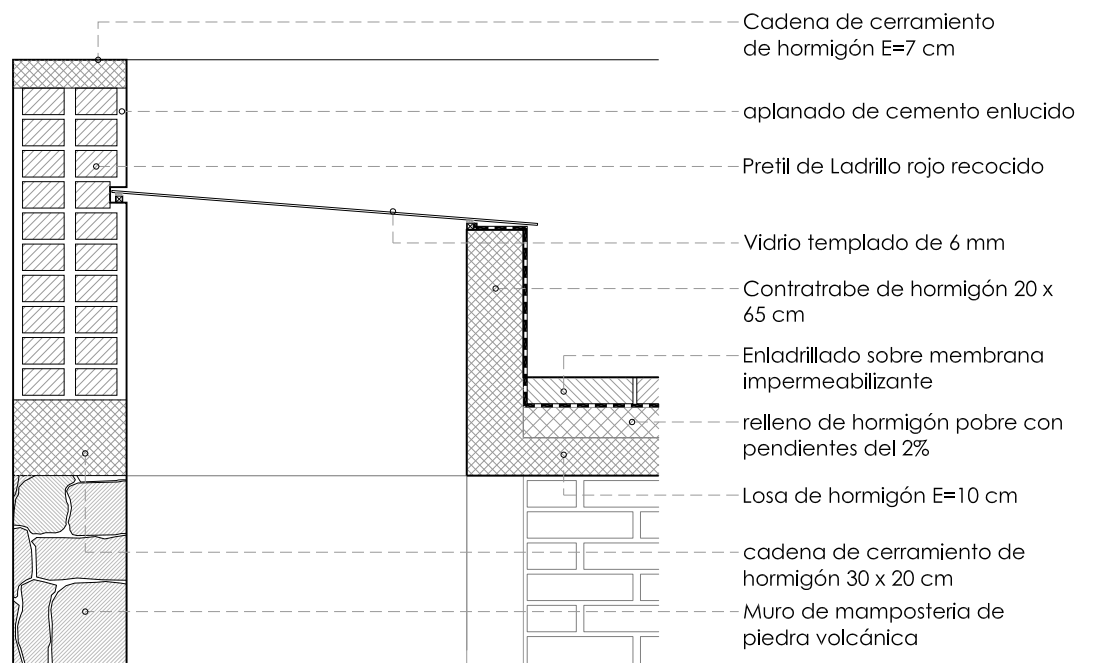 Cadena de cerramiento
de hormigón E=7 cm
aplanado de cemento enlucido
Pretil de Ladrillo rojo recocido
Vidrio templado de 6 mm
Contratrabe de hormigón 20 x
65 cm
Enladrillado sobre membrana
impermeabilizante
relleno de hormigón pobre con
pendientes del 2%
Losa de hormigón E=10 cm
cadena de cerramiento de
hormigón 30 x 20 cm
Muro de mamposteria de
piedra volcánica